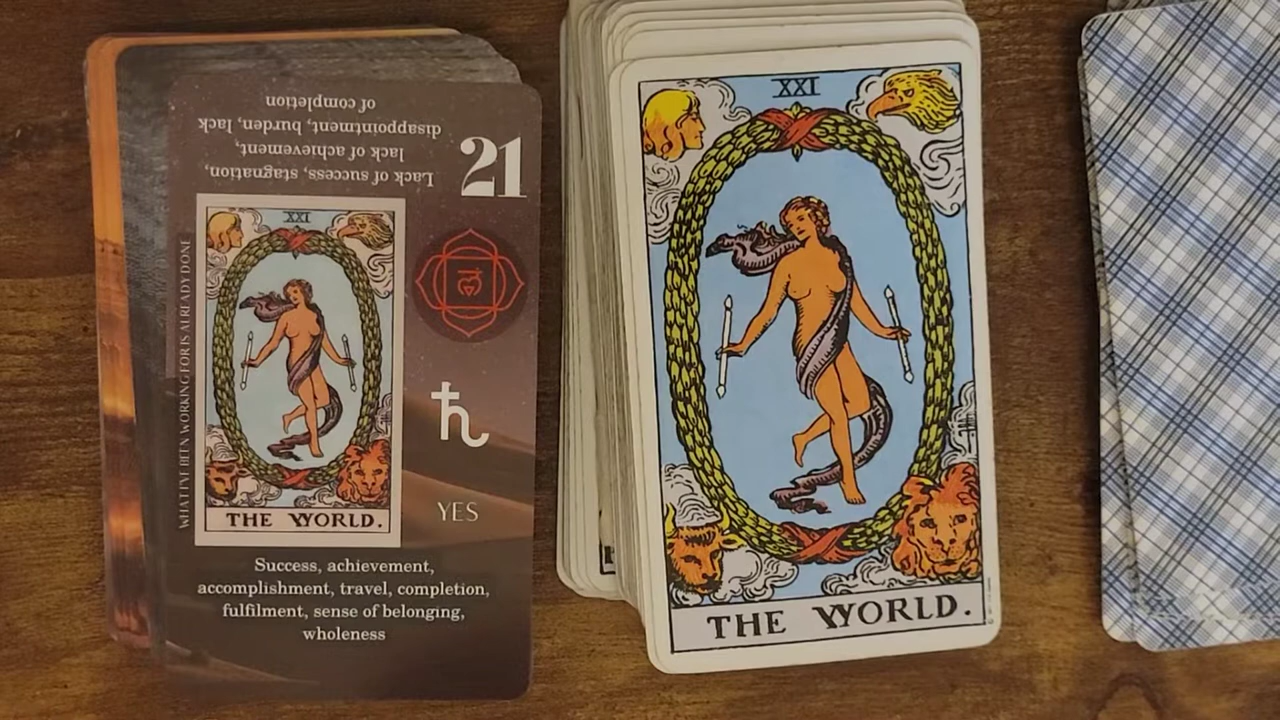 of completion
disappointment, burden, lack
lack of achievement,
Lack of success, stagnation,
21
WHAT I'VE BEEN WORKING FOR IS ALREADY DONE
XXI
THE WORLD.
YES
Success, achievement,
accomplishment, travel, completion,
fulfilment, sense of belonging,
wholeness
XXI
THE WORLD.